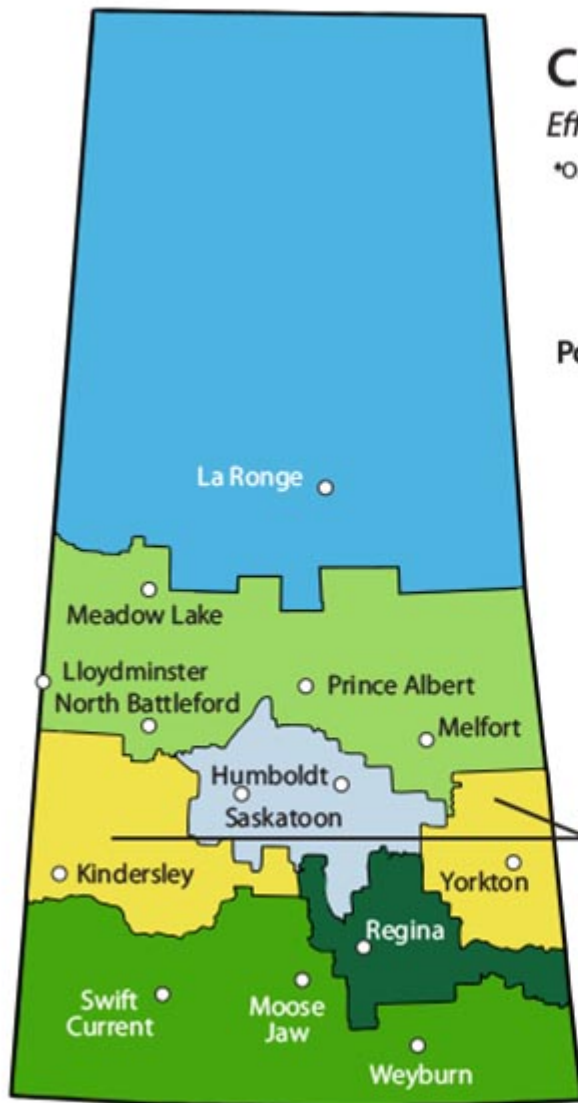 C
Eff
*O
Po
La Ronge
Meadow Lake
Lloydminster
North Battleford
Prince Albert
Melfort
Humboldt
Saskatoon
Kindersley
Yorkton
Regina
Swift
Current
Moose
Jaw
Weyburn